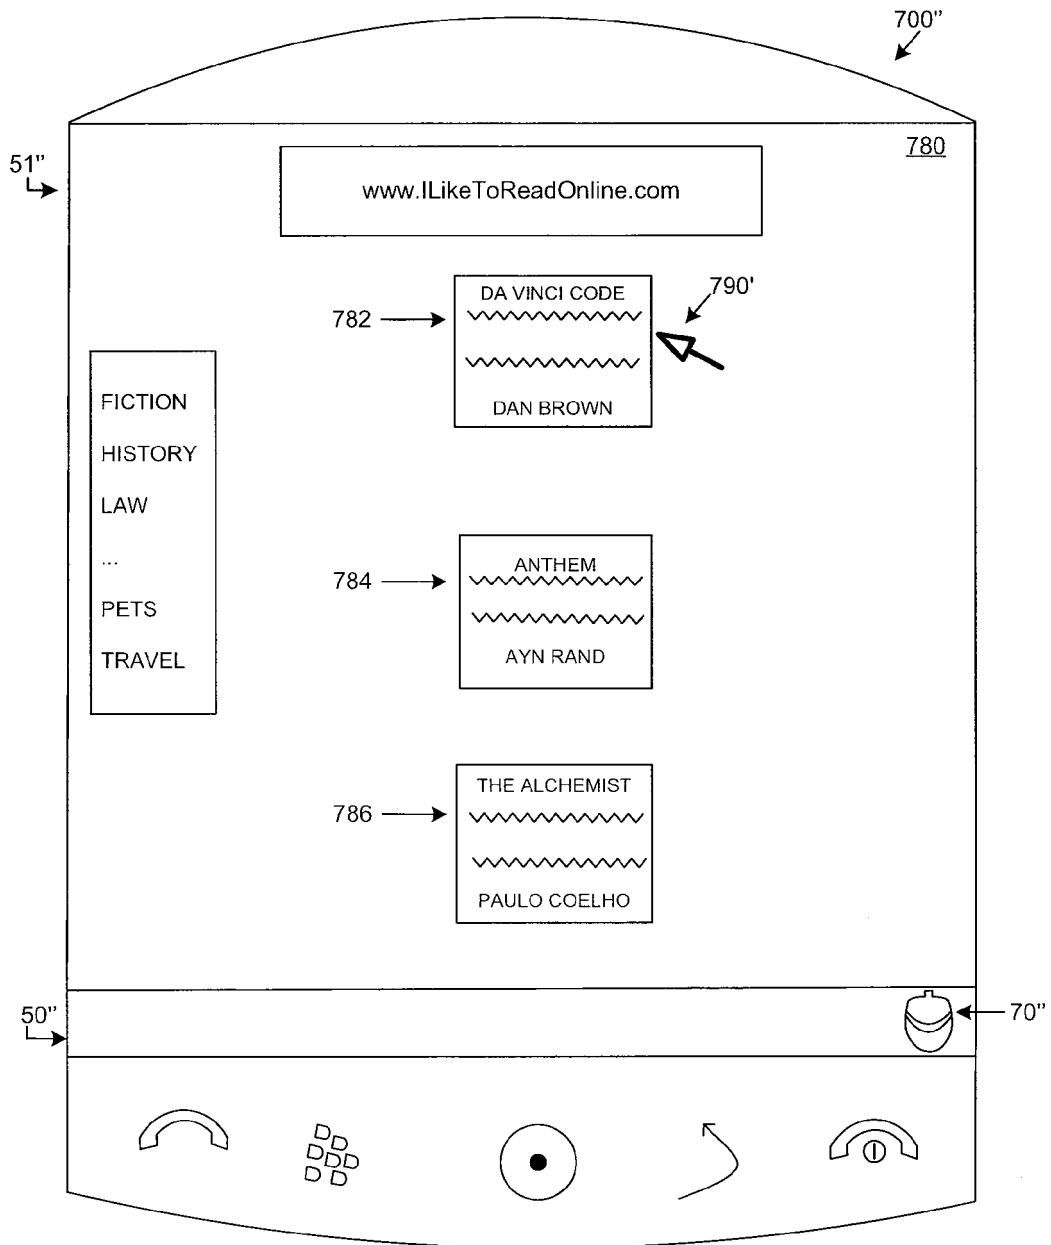 700"
780
51"
www.ILikeToReadOnline.com
790'
782
DA VINCI CODE
DAN BROWN
FICTION
HISTORY
LAW
...
PETS
TRAVEL
784
ANTHEM
AYN RAND
786
THE ALCHEMIST
PAULO COELHO
50"
70"